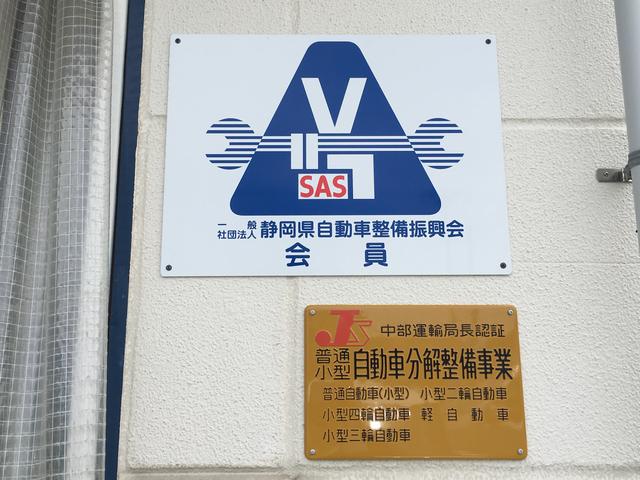 SAS
一般
社団法人 静岡県自動車整備振興会
会員
JS 中部運輸局長認証
普通
小型 自動車分解整備事業
普通自動車(小型) 小型二輪自動車
小型四輪自動車 軽自動車
小型三輪自動車